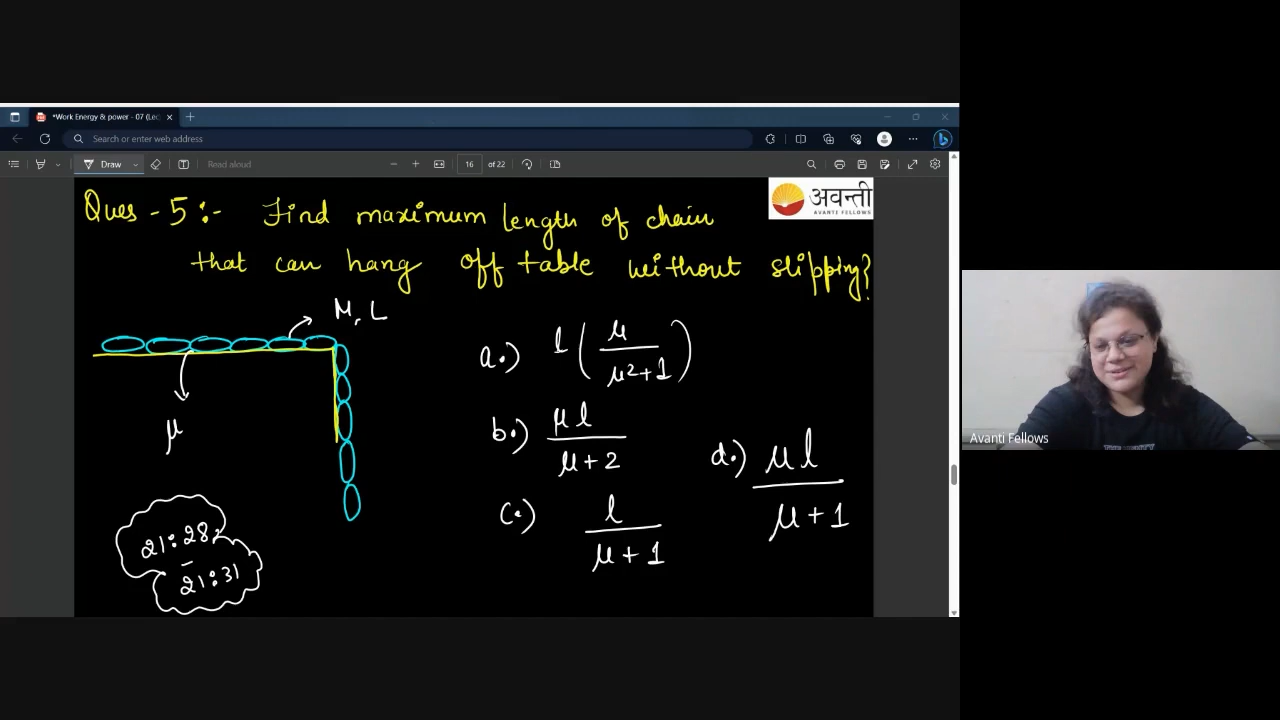 *Work Energy & power - 07 (Lec
Search or enter web address
Draw
Read aloud
16
of 22
Ques - 5 :- Find maximum length of chain
that can hang off table without slipping?
अवन्ती
AVANTI FELLOWS
M, L
μ
a.) l(μ/μ²+1)
b.) μl/μ+2
(c.) l/μ+1
d.) μl/μ+1
21:28
-
21:31
Avanti Fellows